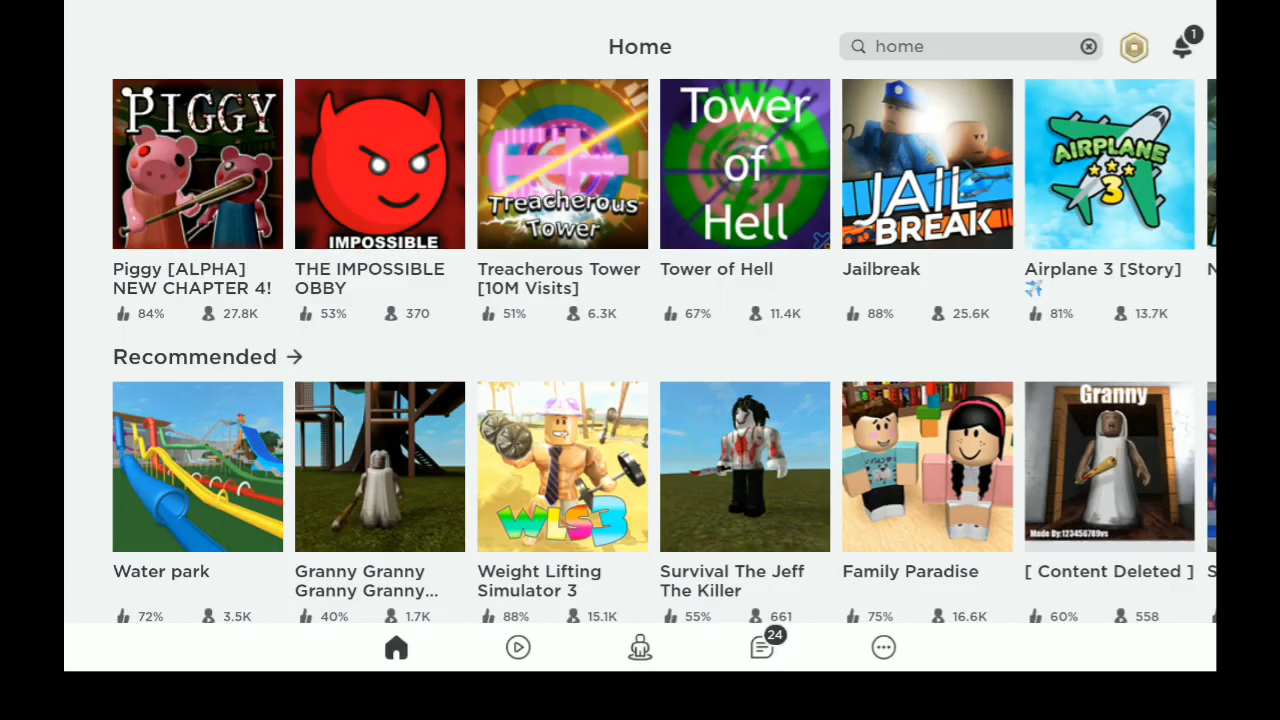 Home
home
1
PIGGY
IMPOSSIBLE
Treacherous
Tower
Tower
of
Hell
JAIL
BREAK
AIRPLANE
3
Piggy [ALPHA]
NEW CHAPTER 4!
THE IMPOSSIBLE
OBBY
Treacherous Tower
[10M Visits]
Tower of Hell
Jailbreak
Airplane 3 [Story]
✈️
84% 27.8K
53% 370
51% 6.3K
67% 11.4K
88% 25.6K
81% 13.7K
Recommended →
WLS3
Granny
Made By:123456789vs
Water park
Granny Granny
Granny Granny...
Weight Lifting
Simulator 3
Survival The Jeff
The Killer
Family Paradise
[ Content Deleted ]
72% 3.5K
40% 1.7K
88% 15.1K
55% 661
75% 16.6K
60% 558
24